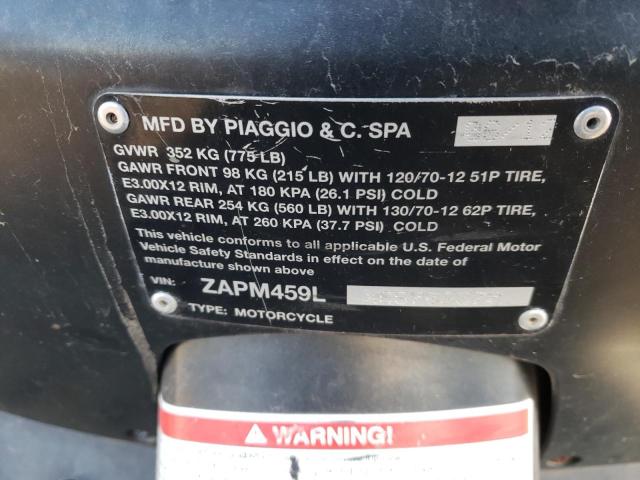 MFD BY PIAGGIO & C. SPA
GVWR 352 KG (775 LB)
GAWR FRONT 98 KG (215 LB) WITH 120/70-12 51P TIRE,
E3.00X12 RIM, AT 180 KPA (26.1 PSI) COLD
GAWR REAR 254 KG (560 LB) WITH 130/70-12 62P TIRE,
E3.00X12 RIM, AT 260 KPA (37.7 PSI) COLD
This vehicle conforms to all applicable U.S. Federal Motor
Vehicle Safety Standards in effect on the date of
manufacture shown above
VIN: ZAPM459L
TYPE: MOTORCYCLE
WARNING!